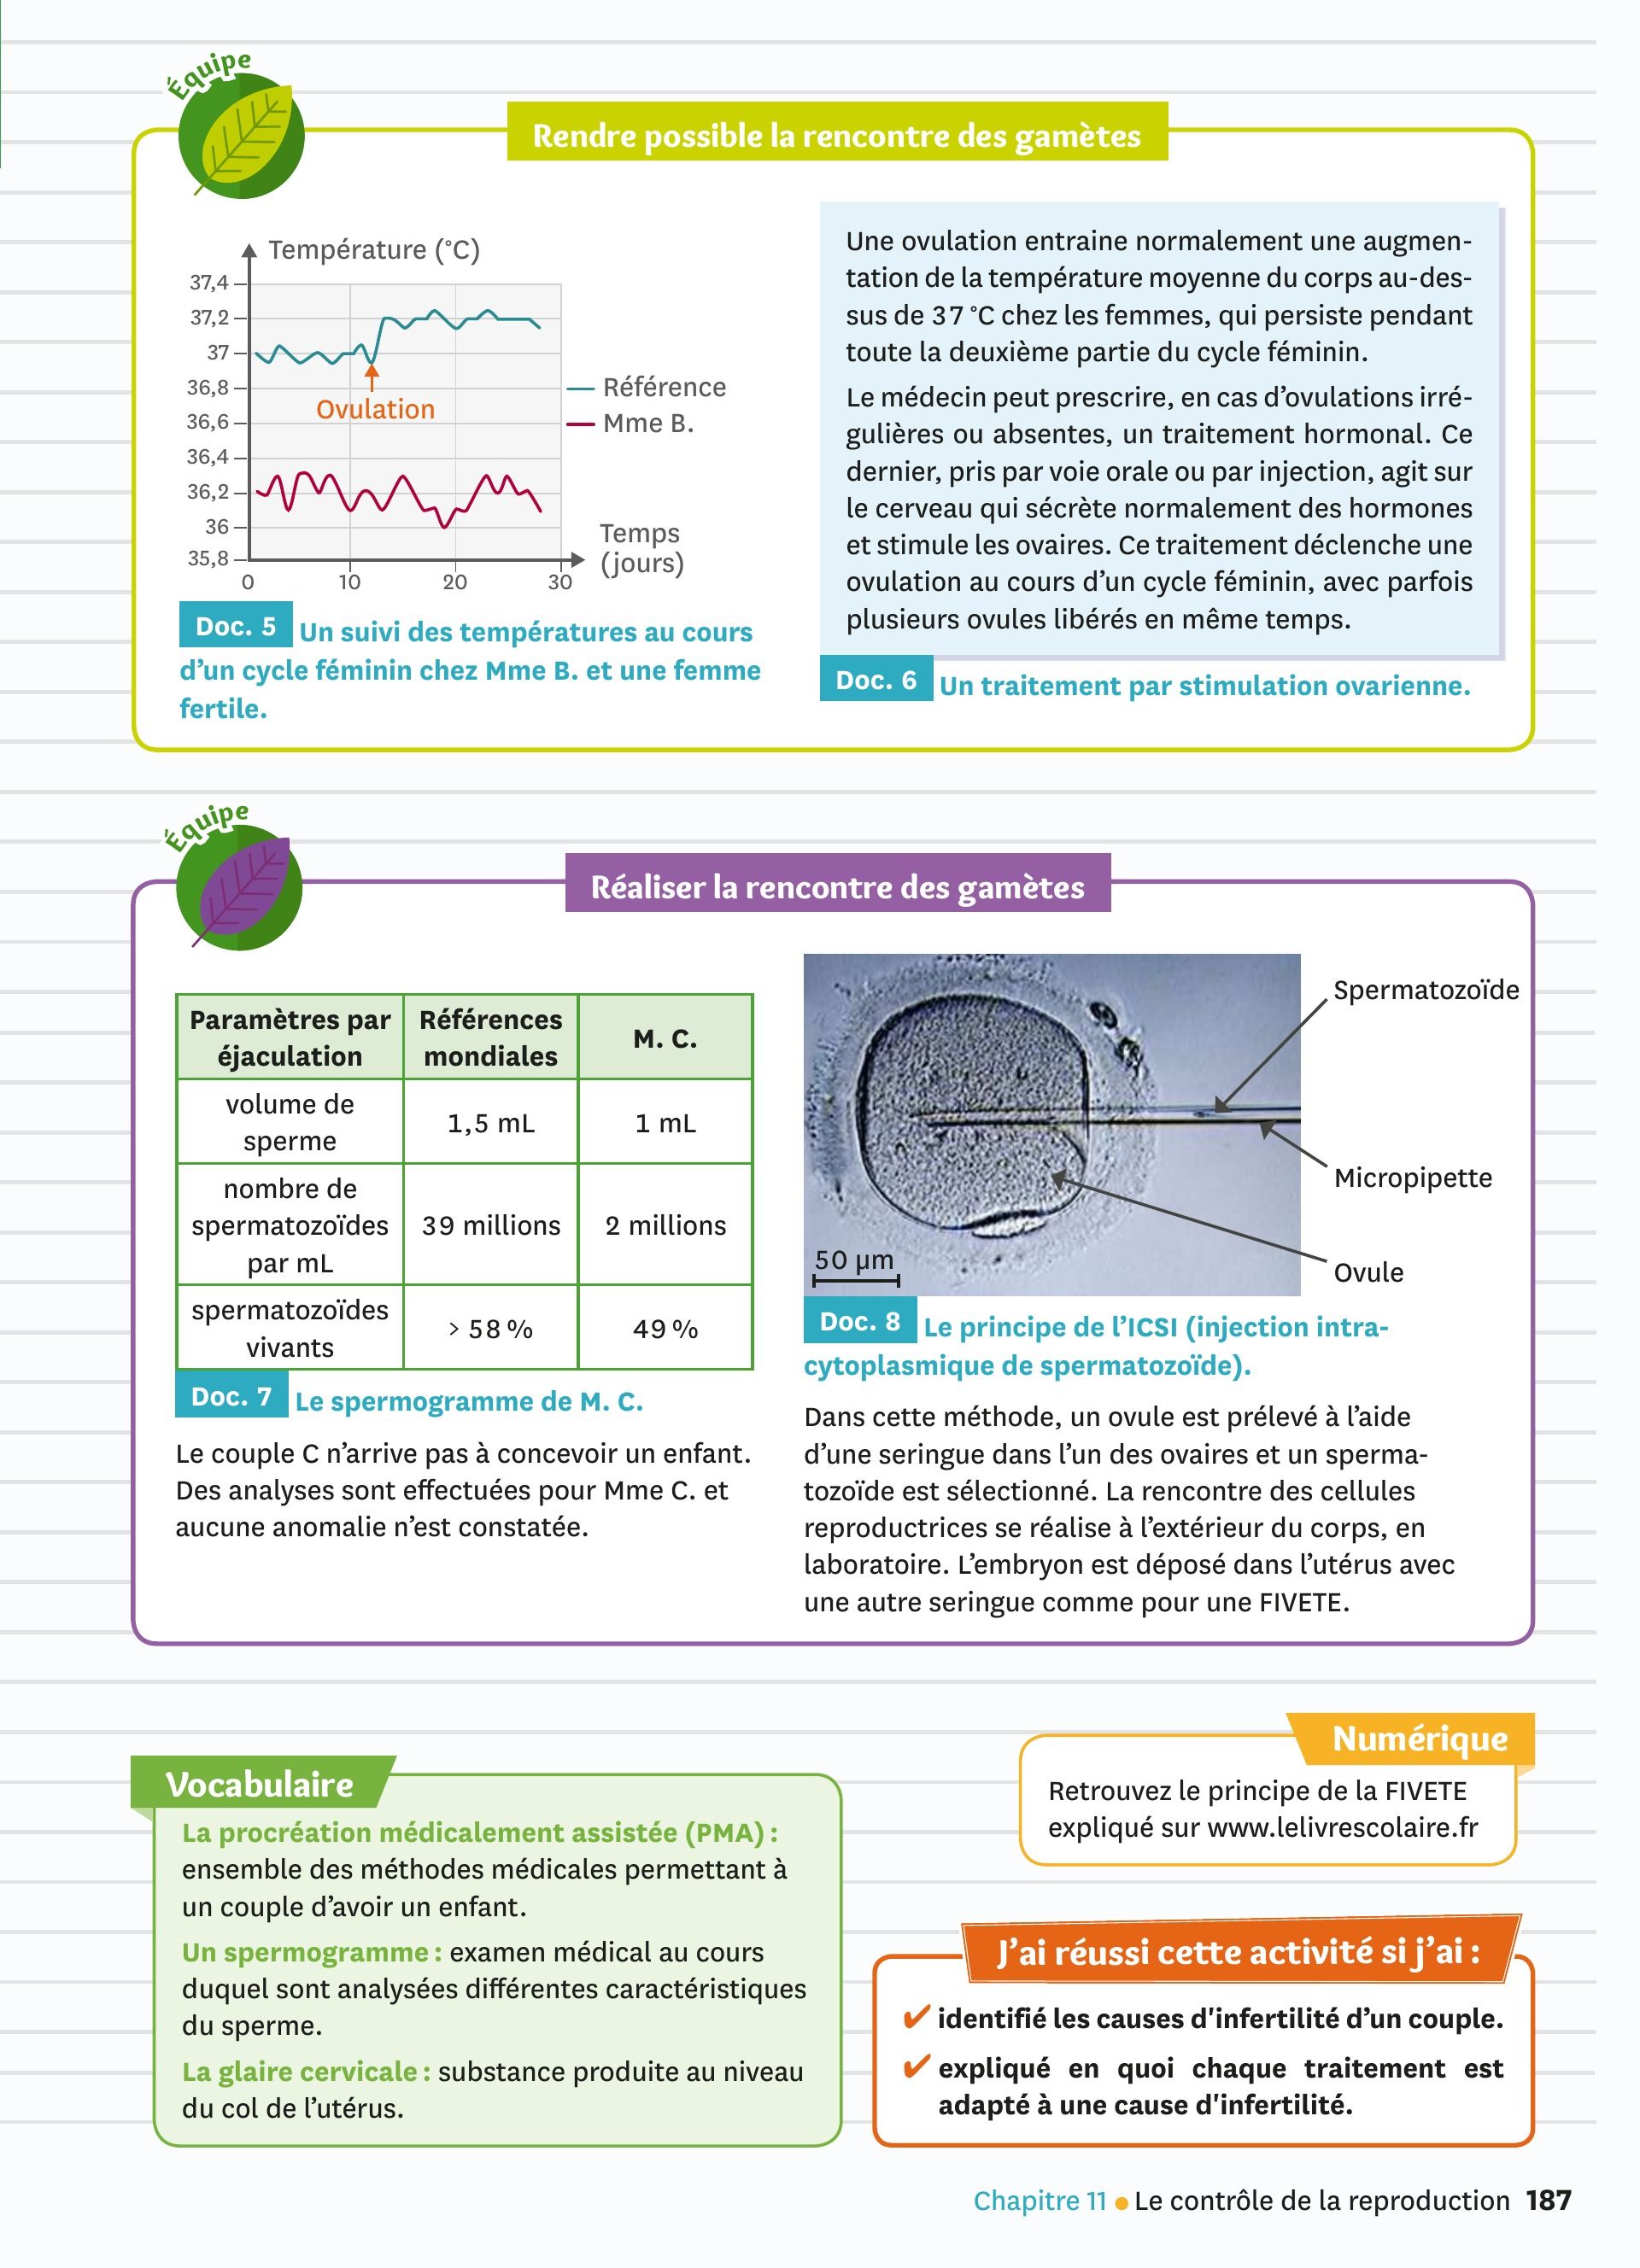 Équipe
Rendre possible la rencontre des gamètes
Température (°C)
37,4
37,2
37
36,8
36,6
36,4
36,2
36
35,8
0
10
20
30
Ovulation
Référence
Mme B.
Temps
(jours)
Doc. 5 Un suivi des températures au cours
d’un cycle féminin chez Mme B. et une femme
fertile.
Une ovulation entraine normalement une augmen-
tation de la température moyenne du corps au-des-
sus de 37 °C chez les femmes, qui persiste pendant
toute la deuxième partie du cycle féminin.
Le médecin peut prescrire, en cas d’ovulations irré-
gulières ou absentes, un traitement hormonal. Ce
dernier, pris par voie orale ou par injection, agit sur
le cerveau qui sécrète normalement des hormones
et stimule les ovaires. Ce traitement déclenche une
ovulation au cours d’un cycle féminin, avec parfois
plusieurs ovules libérés en même temps.
Doc. 6 Un traitement par stimulation ovarienne.
Équipe
Réaliser la rencontre des gamètes
Paramètres par
éjaculation
Références
mondiales
M. C.
volume de
sperme
1,5 mL
1 mL
nombre de
spermatozoïdes
par mL
39 millions
2 millions
spermatozoïdes
vivants
> 58 %
49 %
Doc. 7 Le spermogramme de M. C.
Le couple C n’arrive pas à concevoir un enfant.
Des analyses sont effectuées pour Mme C. et
aucune anomalie n’est constatée.
Spermatozoïde
Micropipette
Ovule
50 µm
Doc. 8 Le principe de l’ICSI (injection intra-
cytoplasmique de spermatozoïde).
Dans cette méthode, un ovule est prélevé à l’aide
d’une seringue dans l’un des ovaires et un sperma-
tozoïde est sélectionné. La rencontre des cellules
reproductrices se réalise à l’extérieur du corps, en
laboratoire. L’embryon est déposé dans l’utérus avec
une autre seringue comme pour une FIVETE.
Vocabulaire
La procréation médicalement assistée (PMA) :
ensemble des méthodes médicales permettant à
un couple d’avoir un enfant.
Un spermogramme : examen médical au cours
duquel sont analysées différentes caractéristiques
du sperme.
La glaire cervicale : substance produite au niveau
du col de l’utérus.
Numérique
Retrouvez le principe de la FIVETE
expliqué sur www.lelivrescolaire.fr
J’ai réussi cette activité si j’ai :
✔ identifié les causes d'infertilité d’un couple.
✔ expliqué en quoi chaque traitement est
adapté à une cause d'infertilité.
Chapitre 11 • Le contrôle de la reproduction 187